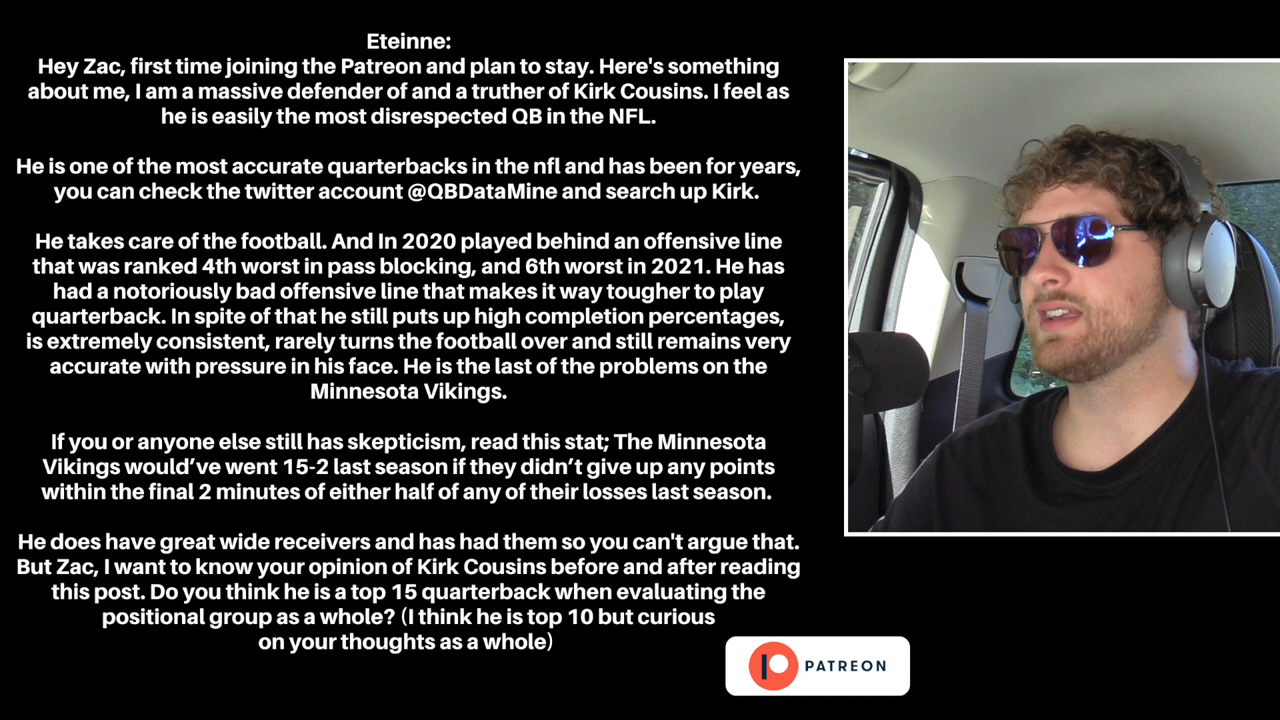 Eteinne:
Hey Zac, first time joining the Patreon and plan to stay. Here's something
about me, I am a massive defender of and a truther of Kirk Cousins. I feel as
he is easily the most disrespected QB in the NFL.
He is one of the most accurate quarterbacks in the nfl and has been for years,
you can check the twitter account @QBDataMine and search up Kirk.
He takes care of the football. And In 2020 played behind an offensive line
that was ranked 4th worst in pass blocking, and 6th worst in 2021. He has
had a notoriously bad offensive line that makes it way tougher to play
quarterback. In spite of that he still puts up high completion percentages,
is extremely consistent, rarely turns the football over and still remains very
accurate with pressure in his face. He is the last of the problems on the
Minnesota Vikings.
If you or anyone else still has skepticism, read this stat; The Minnesota
Vikings would’ve went 15-2 last season if they didn’t give up any points
within the final 2 minutes of either half of any of their losses last season.
He does have great wide receivers and has had them so you can't argue that.
But Zac, I want to know your opinion of Kirk Cousins before and after reading
this post. Do you think he is a top 15 quarterback when evaluating the
positional group as a whole? (I think he is top 10 but curious
on your thoughts as a whole)
PATREON